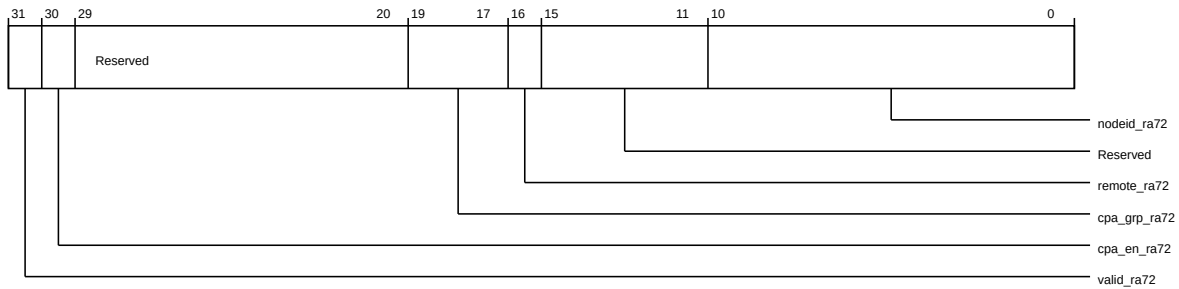 31 30 29 20 19 17 16 15 11 10 0
Reserved
nodeid_ra72
Reserved
remote_ra72
cpa_grp_ra72
cpa_en_ra72
valid_ra72